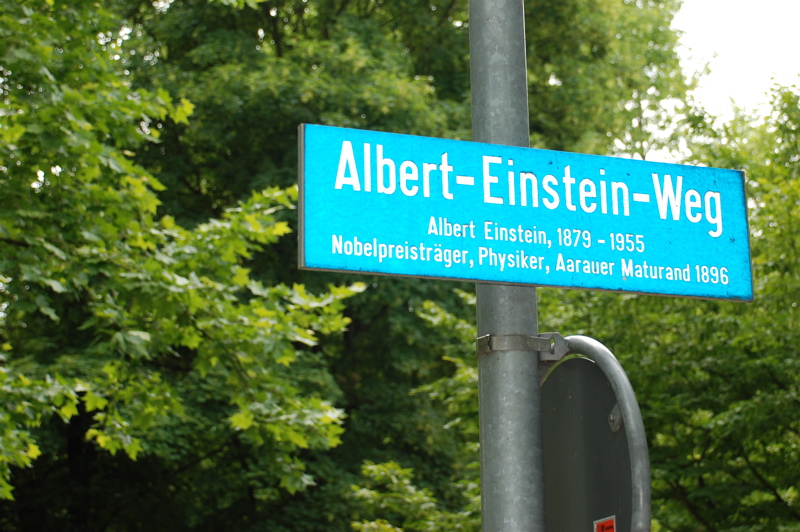 Albert-Einstein-Weg
Albert Einstein, 1879 - 1955
Nobelpreisträger, Physiker, Aarauer Maturand 1896